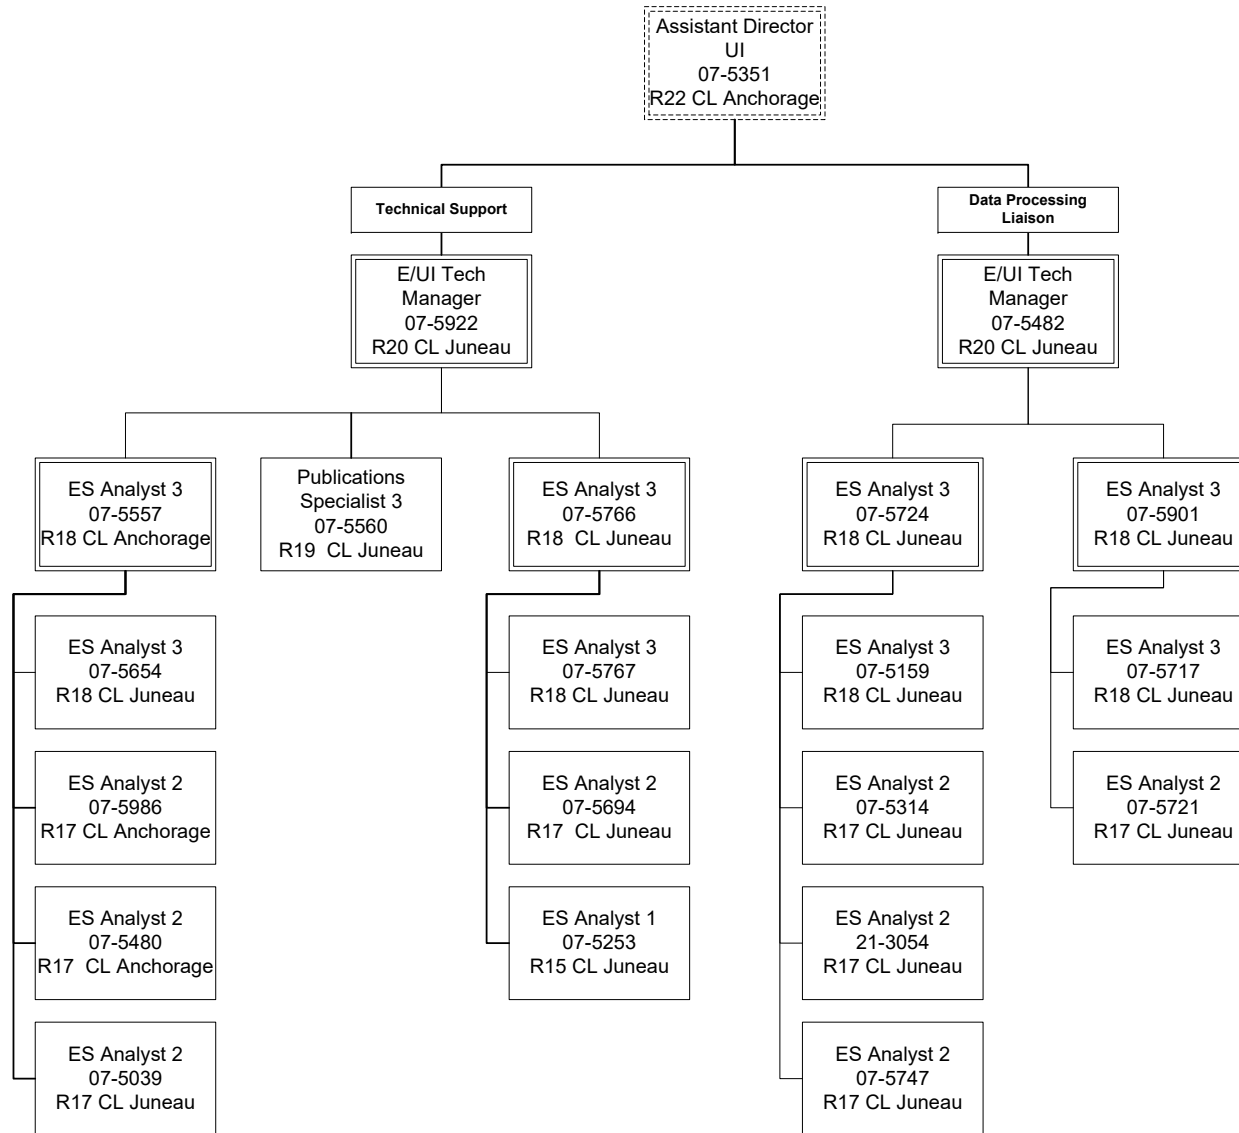 Assistant Director
UI
07-5351
R22 CL Anchorage
Technical Support
Data Processing
Liaison
E/UI Tech
Manager
07-5922
R20 CL Juneau
E/UI Tech
Manager
07-5482
R20 CL Juneau
ES Analyst 3
07-5557
R18 CL Anchorage
Publications
Specialist 3
07-5560
R19 CL Juneau
ES Analyst 3
07-5766
R18 CL Juneau
ES Analyst 3
07-5724
R18 CL Juneau
ES Analyst 3
07-5901
R18 CL Juneau
ES Analyst 3
07-5654
R18 CL Juneau
ES Analyst 3
07-5767
R18 CL Juneau
ES Analyst 3
07-5159
R18 CL Juneau
ES Analyst 3
07-5717
R18 CL Juneau
ES Analyst 2
07-5986
R17 CL Anchorage
ES Analyst 2
07-5694
R17 CL Juneau
ES Analyst 2
07-5314
R17 CL Juneau
ES Analyst 2
07-5721
R17 CL Juneau
ES Analyst 2
07-5480
R17 CL Anchorage
ES Analyst 1
07-5253
R15 CL Juneau
ES Analyst 2
21-3054
R17 CL Juneau
ES Analyst 2
07-5039
R17 CL Juneau
ES Analyst 2
07-5747
R17 CL Juneau